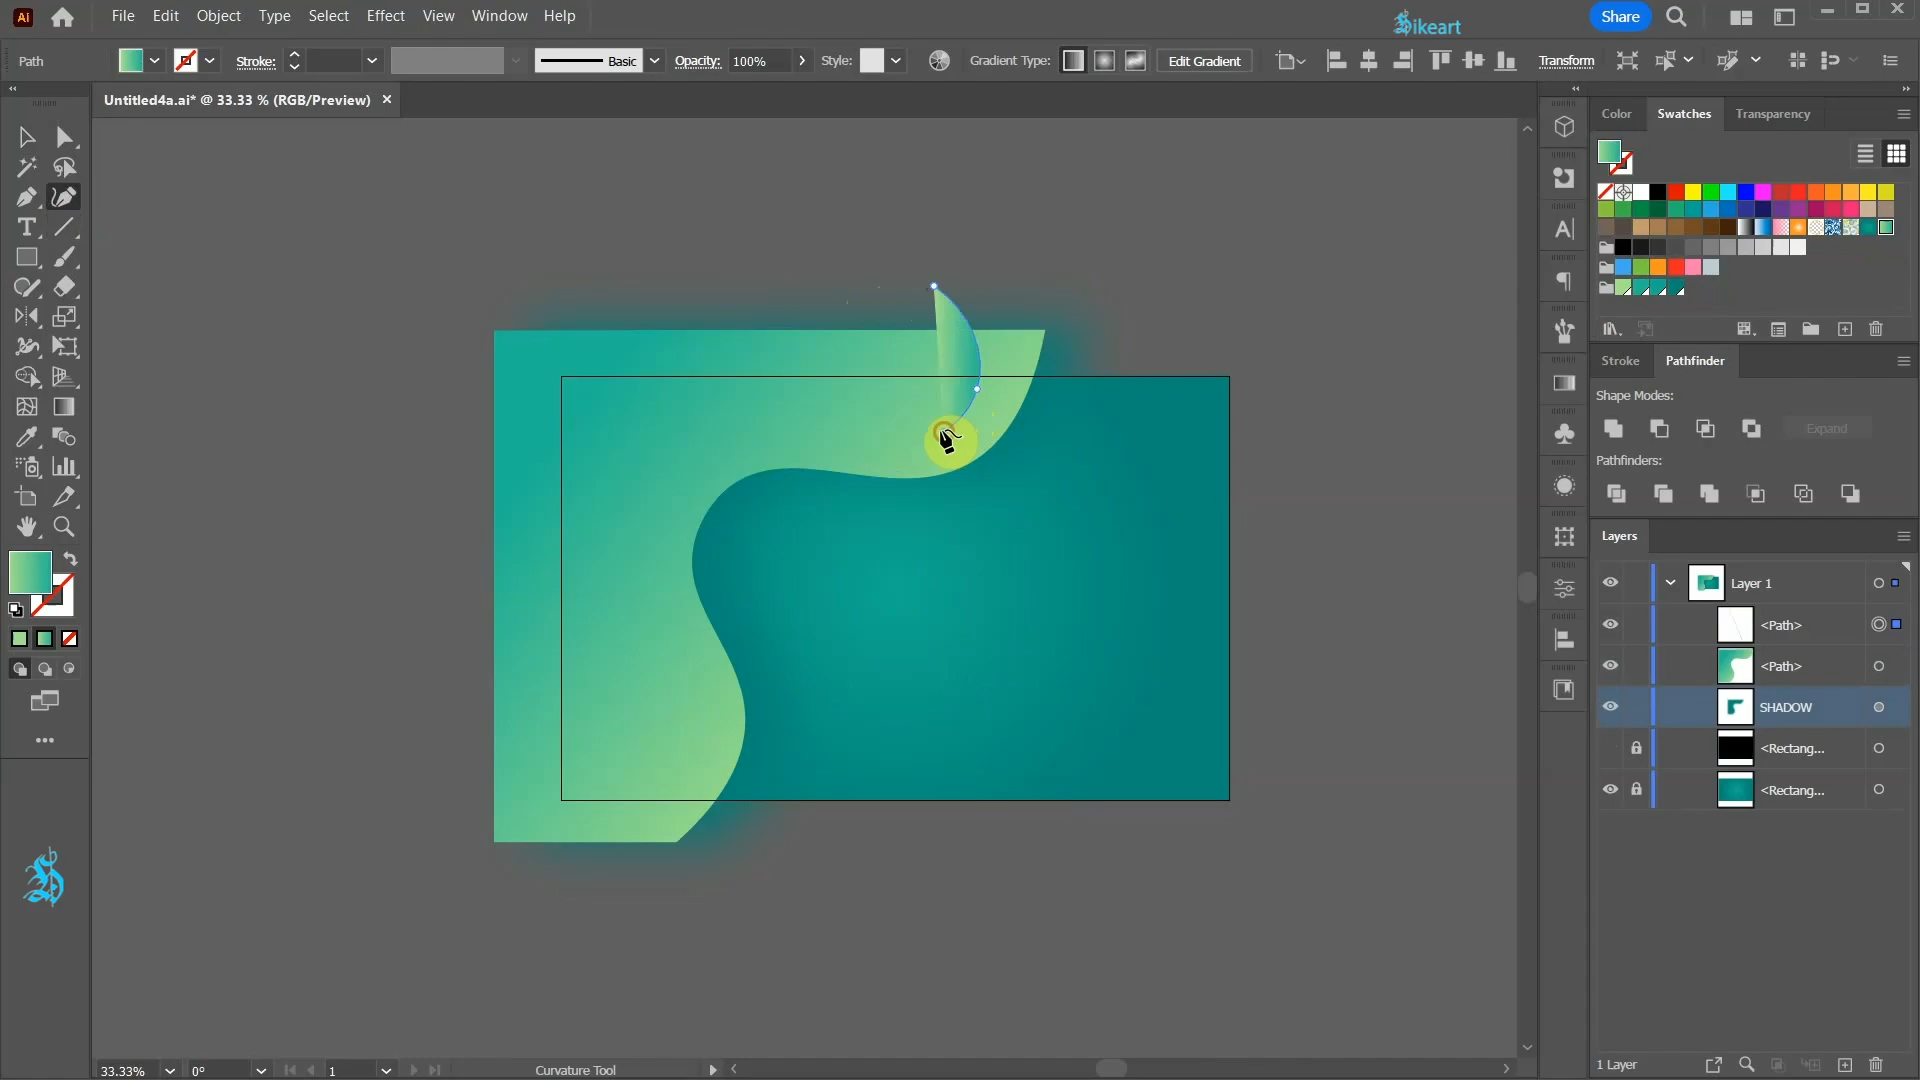 File Edit Object Type Select Effect View Window Help
Sikeart
Share
Path
Stroke:
Basic
Opacity: 100%
Style:
Gradient Type:
Edit Gradient
Transform
Untitled4a.ai* @ 33.33 % (RGB/Preview)
Color Swatches Transparency
Stroke Pathfinder
Shape Modes:
Expand
Pathfinders:
Layers
Layer 1
<Path>
<Path>
SHADOW
<Rectang...
<Rectang...
1 Layer
33.33% 0° 1 Curvature Tool